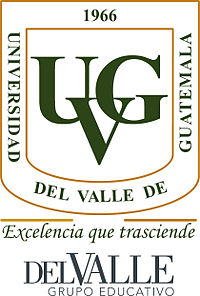 1966
UNIVERSIDAD
UVG
DEL VALLE DE
GUATEMALA
Excelencia que trasciende
DELVALLE
GRUPO EDUCATIVO